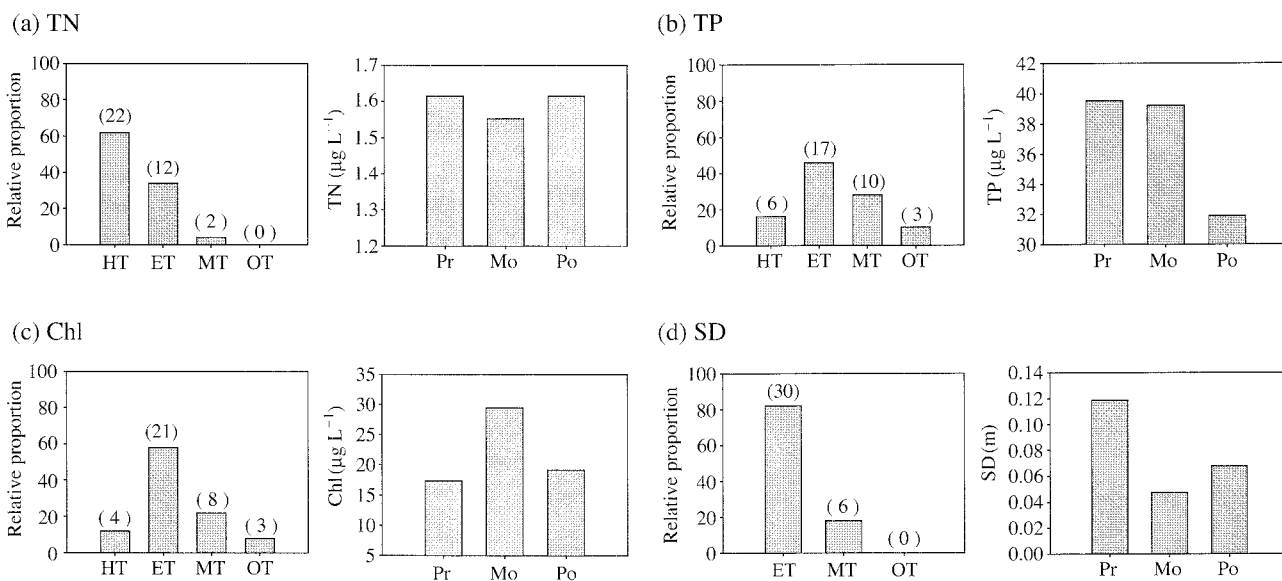 (a) TN
Relative proportion
100
80
60
40
20
0
(22)
(12)
( 2 )
( 0 )
HT ET MT OT
TN (µg L⁻¹)
1.7
1.6
1.5
1.4
1.3
1.2
Pr Mo Po
(b) TP
Relative proportion
100
80
60
40
20
0
( 6 )
(17)
(10)
( 3 )
HT ET MT OT
TP (µg L⁻¹)
42
40
38
36
34
32
30
Pr Mo Po
(c) Chl
Relative proportion
100
80
60
40
20
0
( 4 )
(21)
( 8 )
( 3 )
HT ET MT OT
Chl (µg L⁻¹)
35
30
25
20
15
10
5
Pr Mo Po
(d) SD
Relative proportion
100
80
60
40
20
0
(30)
( 6 )
( 0 )
ET MT OT
SD (m)
0.14
0.12
0.10
0.08
0.06
0.04
0.02
0.00
Pr Mo Po